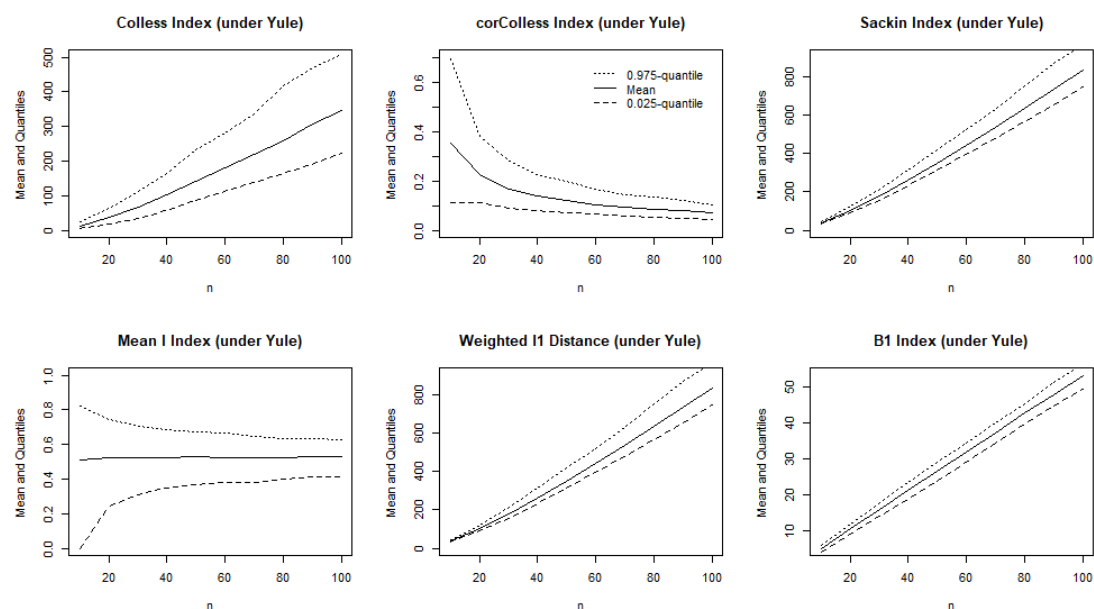 Colless Index (under Yule)
Mean and Quantiles
0 100 200 300 400 500
20 40 60 80 100
n
corColless Index (under Yule)
Mean and Quantiles
0.0 0.2 0.4 0.6
0.975-quantile
Mean
0.025-quantile
20 40 60 80 100
n
Sackin Index (under Yule)
Mean and Quantiles
0 200 400 600 800
20 40 60 80 100
n
Mean I Index (under Yule)
Mean and Quantiles
0.0 0.2 0.4 0.6 0.8 1.0
20 40 60 80 100
n
Weighted l1 Distance (under Yule)
Mean and Quantiles
0 200 400 600 800
20 40 60 80 100
n
B1 Index (under Yule)
Mean and Quantiles
10 20 30 40 50
20 40 60 80 100
n